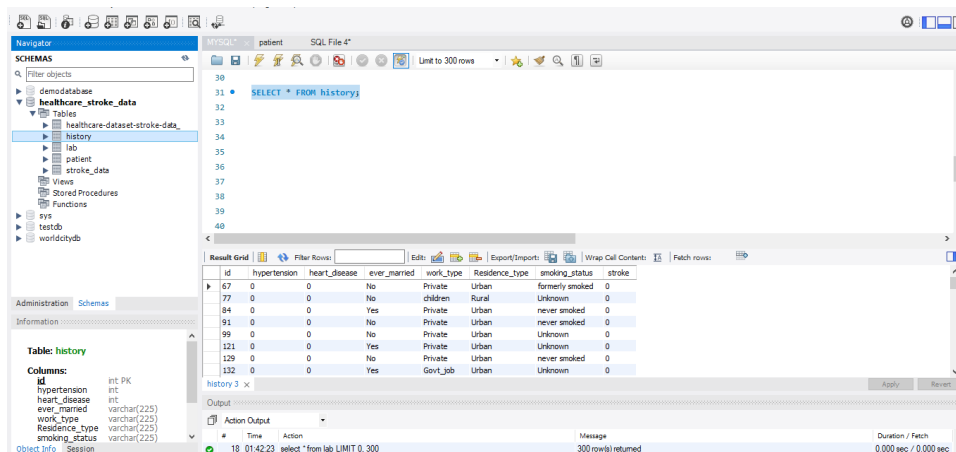 Navigator
MYSQL* × patient SQL File 4*
SCHEMAS
Filter objects
demodatabase
healthcare_stroke_data
Tables
healthcare-dataset-stroke-data_
history
lab
patient
stroke_data
Views
Stored Procedures
Functions
sys
testdb
worldcitydb
Administration Schemas
Information
Table: history
Columns:
id int PK
hypertension int
heart_disease int
ever_married varchar(225)
work_type varchar(225)
Residence_type varchar(225)
smoking_status varchar(225)
Object Info Session
Limit to 300 rows
30
31 SELECT * FROM history;
32
33
34
35
36
37
38
39
40
Result Grid Filter Rows: Edit: Export/Import: Wrap Cell Content: Fetch rows:
id hypertension heart_disease ever_married work_type Residence_type smoking_status stroke
67 0 0 No Private Urban formerly smoked 0
77 0 0 No children Rural Unknown 0
84 0 0 Yes Private Urban never smoked 0
91 0 0 No Private Urban never smoked 0
99 0 0 No Private Urban Unknown 0
121 0 0 Yes Private Urban Unknown 0
129 0 0 No Private Urban never smoked 0
132 0 0 Yes Govt_job Urban Unknown 0
history 3 × Apply Revert
Output
Action Output
# Time Action Message Duration / Fetch
18 01:42:23 select * from lab LIMIT 0, 300 300 row(s) returned 0.000 sec / 0.000 sec